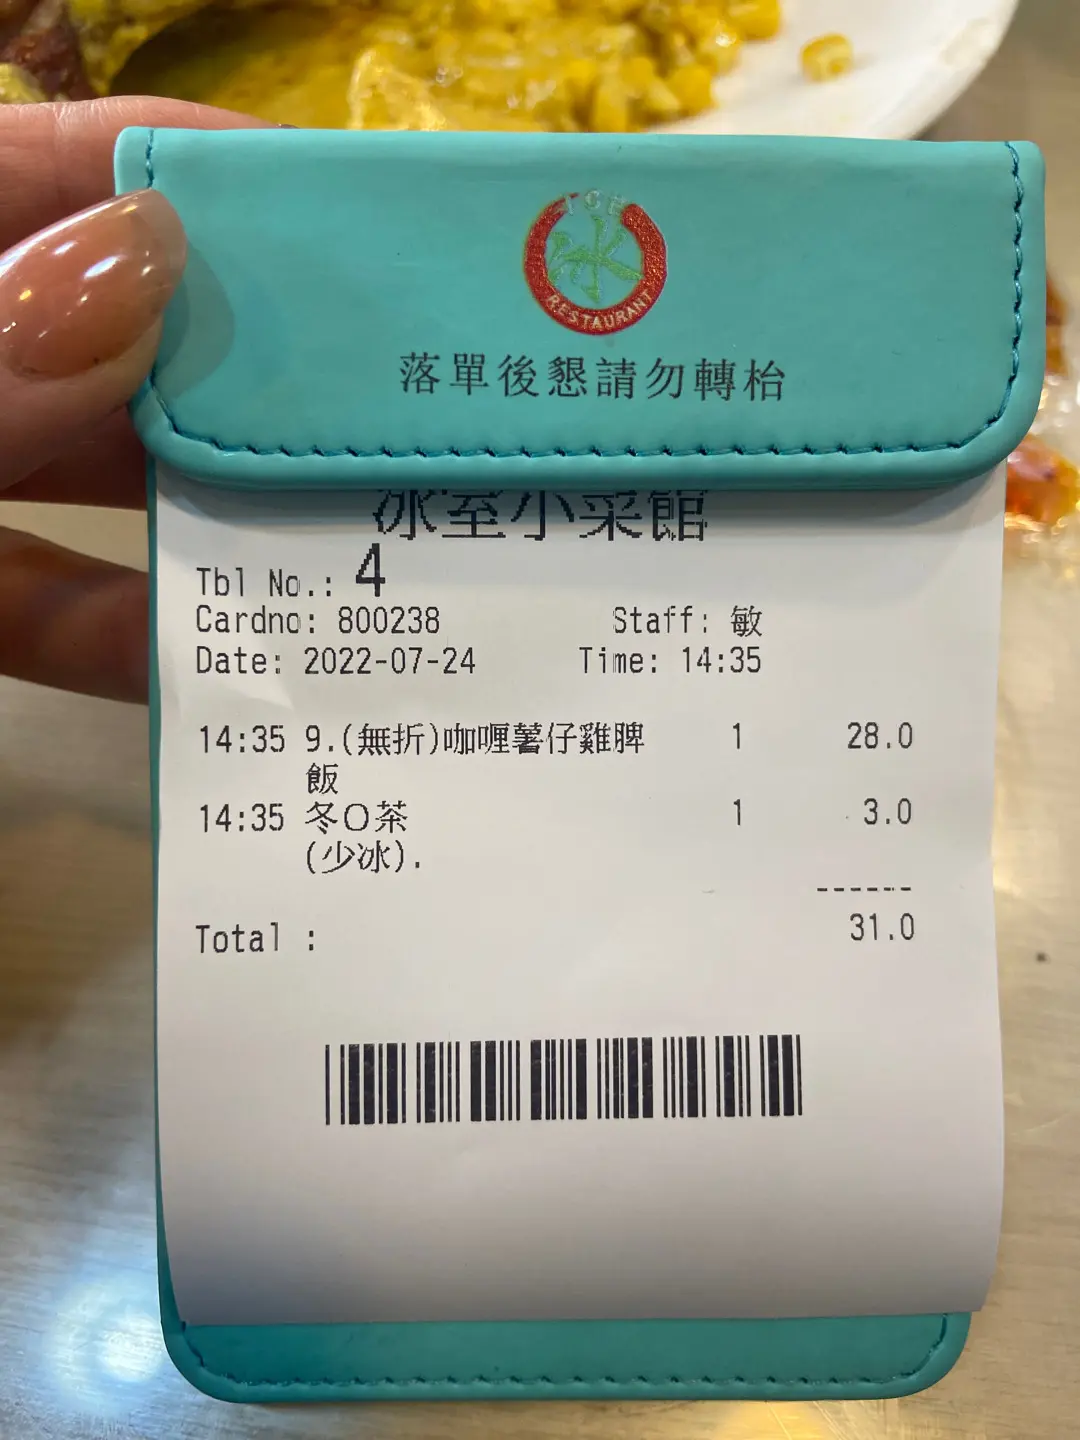 ICE
冰
RESTAURANT
落單後懇請勿轉枱
冰室小菜館
Tbl No.: 4
Cardno: 800238 Staff: 敏
Date: 2022-07-24 Time: 14:35
14:35 9.(無折)咖喱薯仔雞脾 1 28.0
飯
14:35 冬O茶 1 3.0
(少冰).
------
Total : 31.0